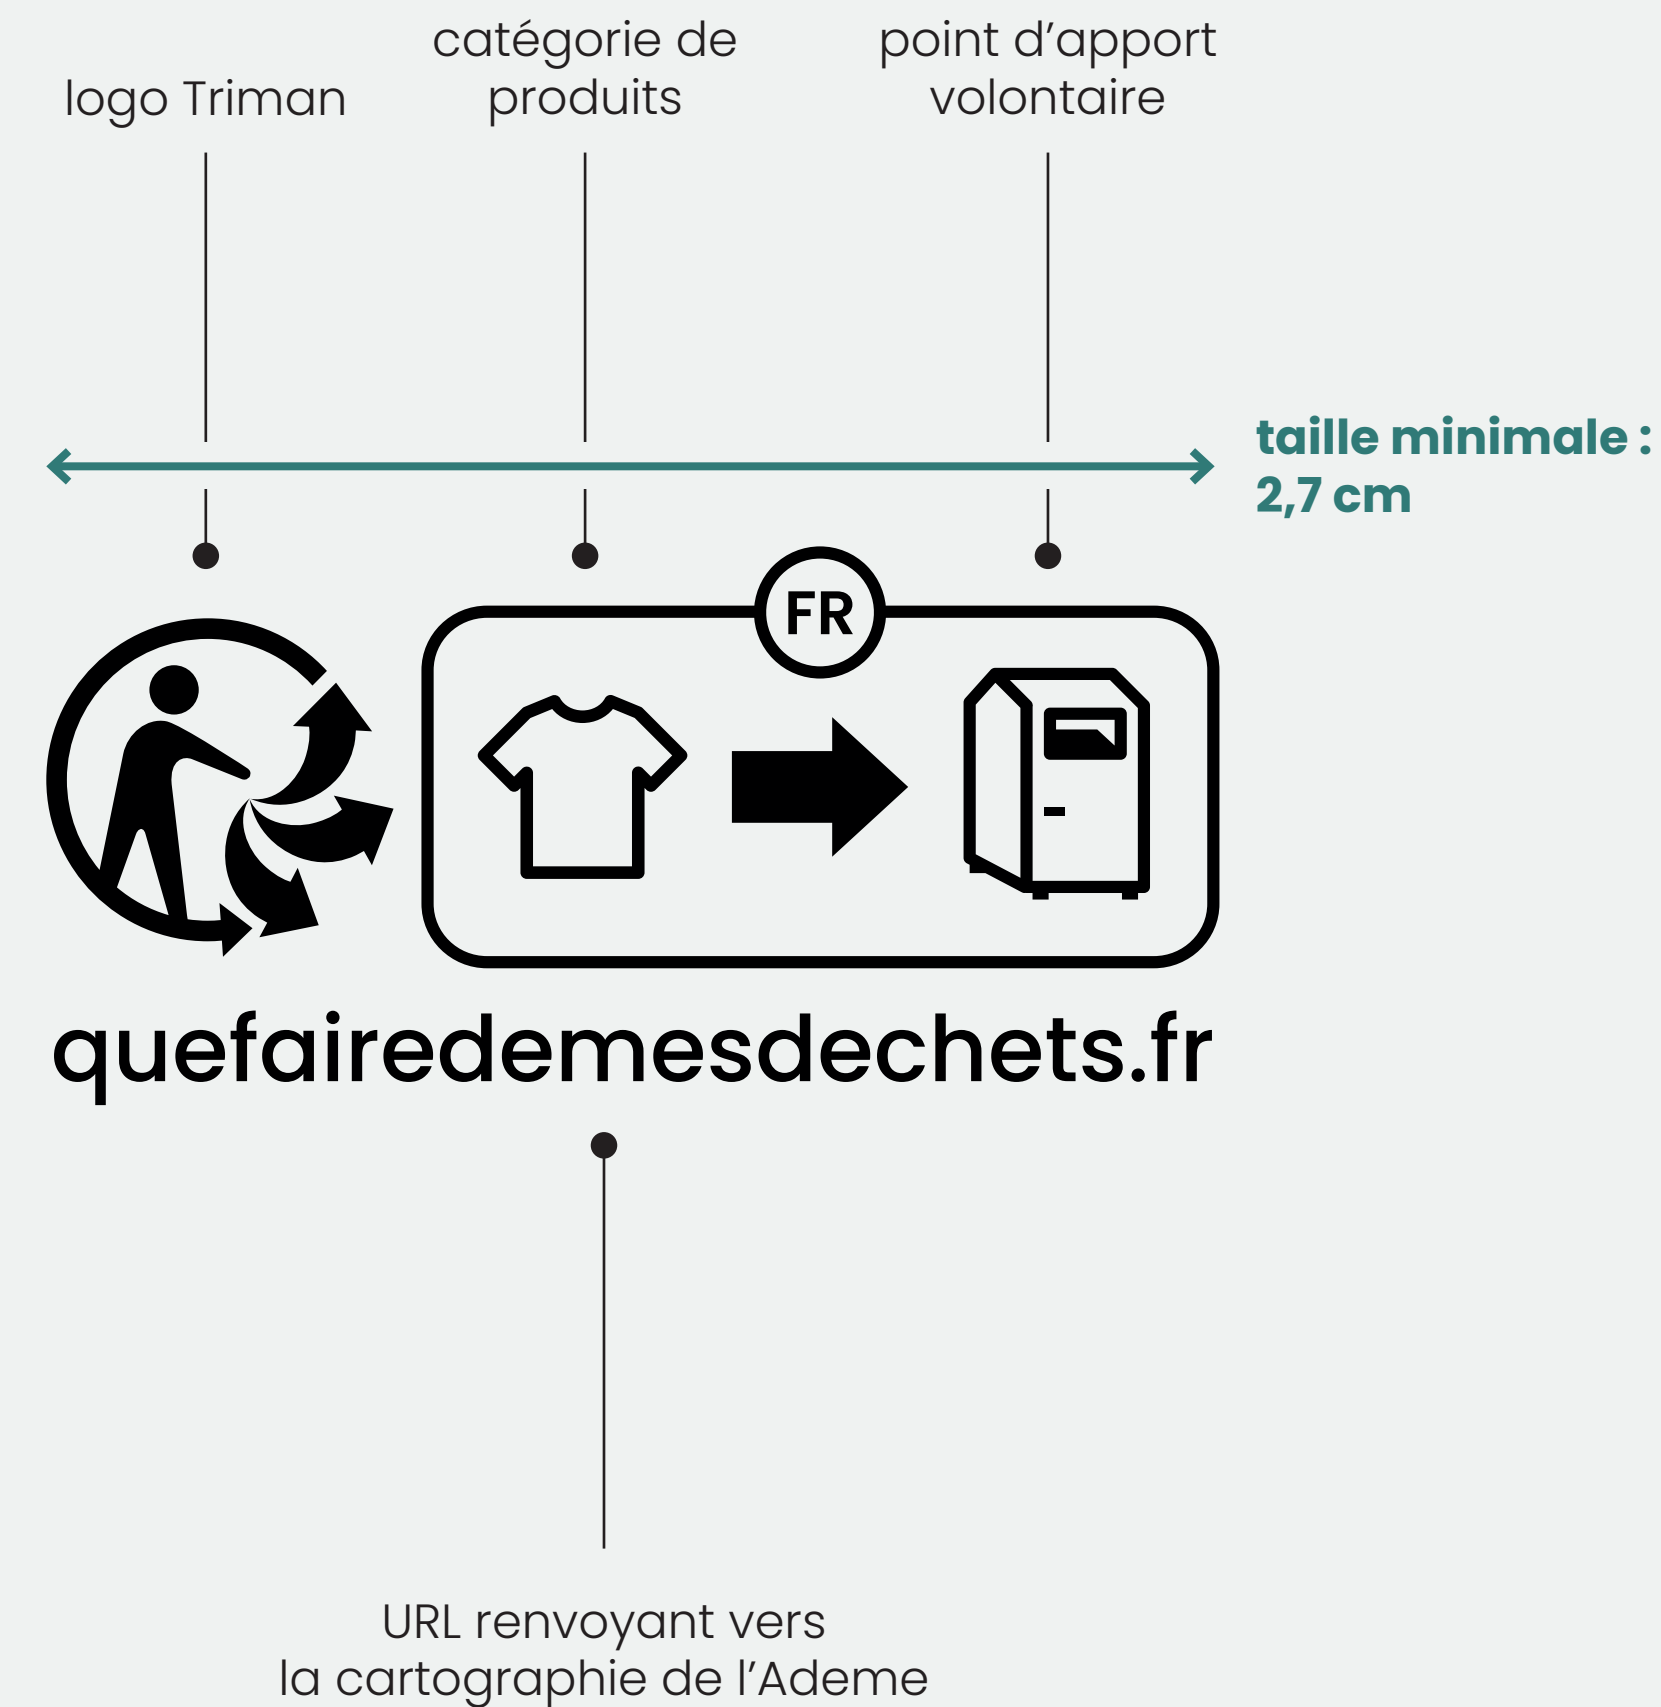 logo Triman
catégorie de
produits
point d’apport
volontaire
taille minimale :
2,7 cm
FR
quefairedemesdechets.fr
URL renvoyant vers
la cartographie de l’Ademe